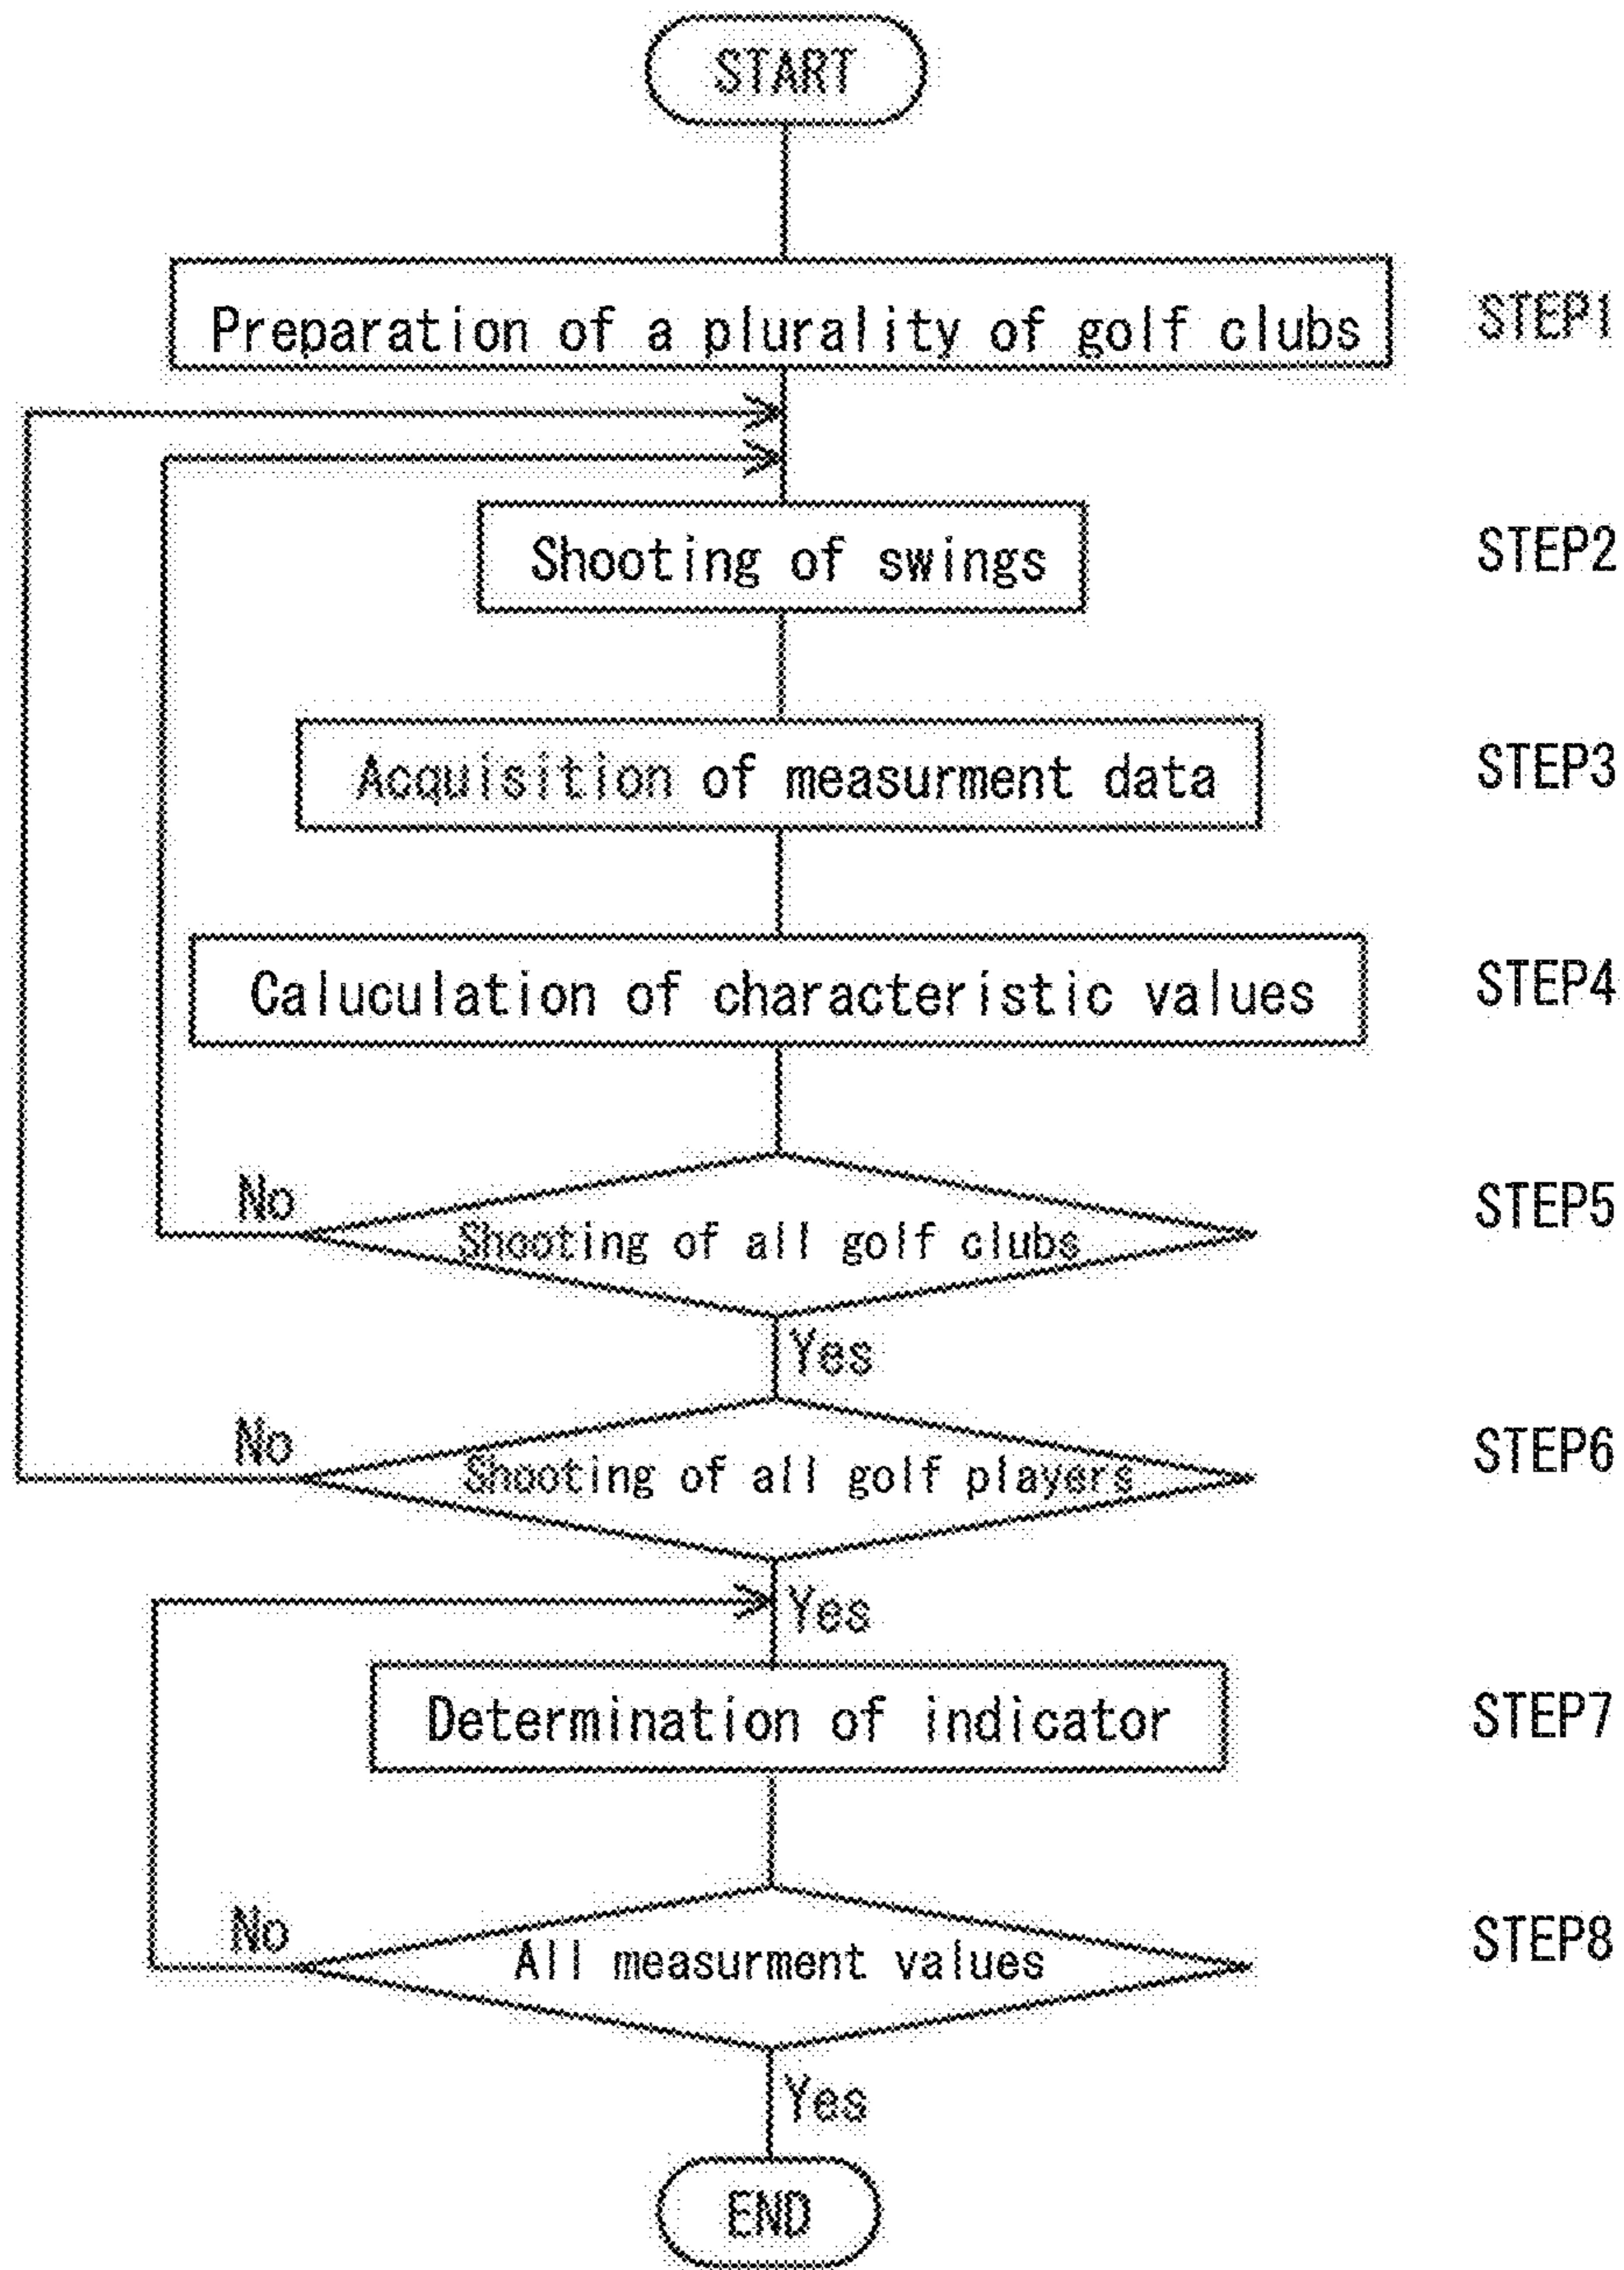 START
Preparation of a plurality of golf clubs
STEP1
Shooting of swings
STEP2
Acquisition of measurment data
STEP3
Caluculation of characteristic values
STEP4
No
Shooting of all golf clubs
STEP5
Yes
No
Shooting of all golf players
STEP6
Yes
Determination of indicator
STEP7
No
All measurment values
STEP8
Yes
END